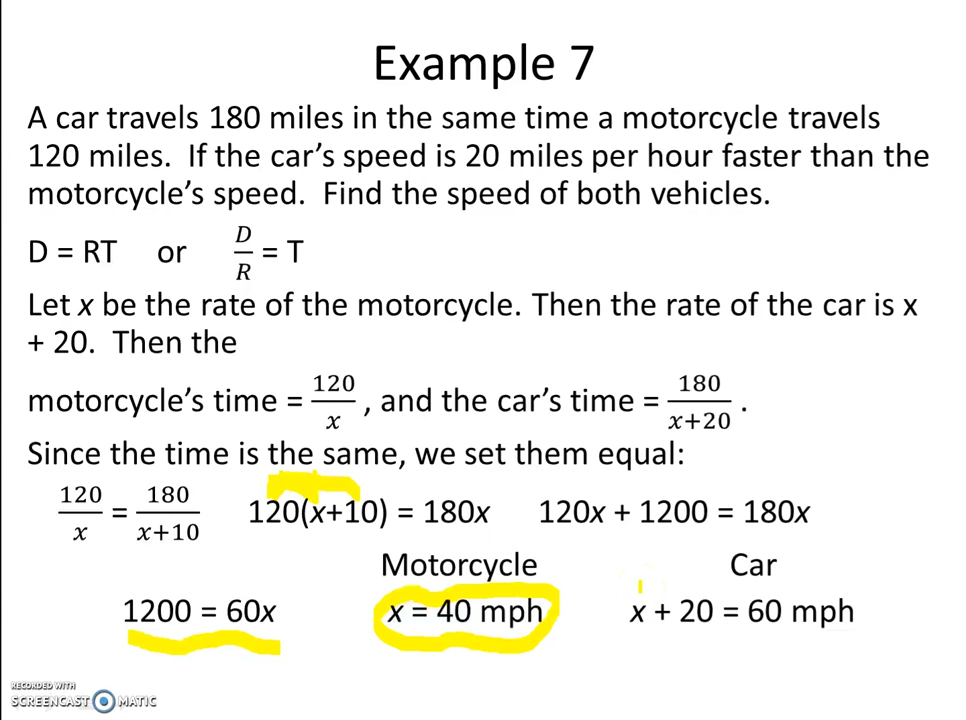 Example 7
A car travels 180 miles in the same time a motorcycle travels
120 miles.  If the car's speed is 20 miles per hour faster than the
motorcycle's speed.  Find the speed of both vehicles.
D = RT or D/R = T
Let x be the rate of the motorcycle. Then the rate of the car is x
+ 20.  Then the
motorcycle's time = 120/x , and the car's time = 180/x+20 .
Since the time is the same, we set them equal:
120/x = 180/x+10 120(x+10) = 180x 120x + 1200 = 180x
Motorcycle Car
1200 = 60x x = 40 mph x + 20 = 60 mph
RECORDED WITH
SCREENCAST MATIC